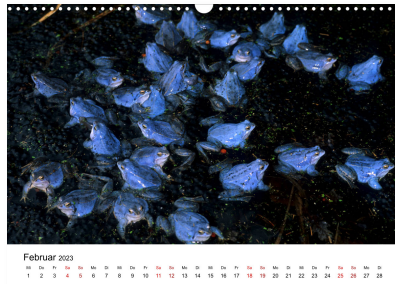 Februar 2023
Mi Do Fr Sa So Mo Di Mi Do Fr Sa So Mo Di Mi Do Fr Sa So Mo Di Mi Do Fr Sa So Mo Di
1 2 3 4 5 6 7 8 9 10 11 12 13 14 15 16 17 18 19 20 21 22 23 24 25 26 27 28